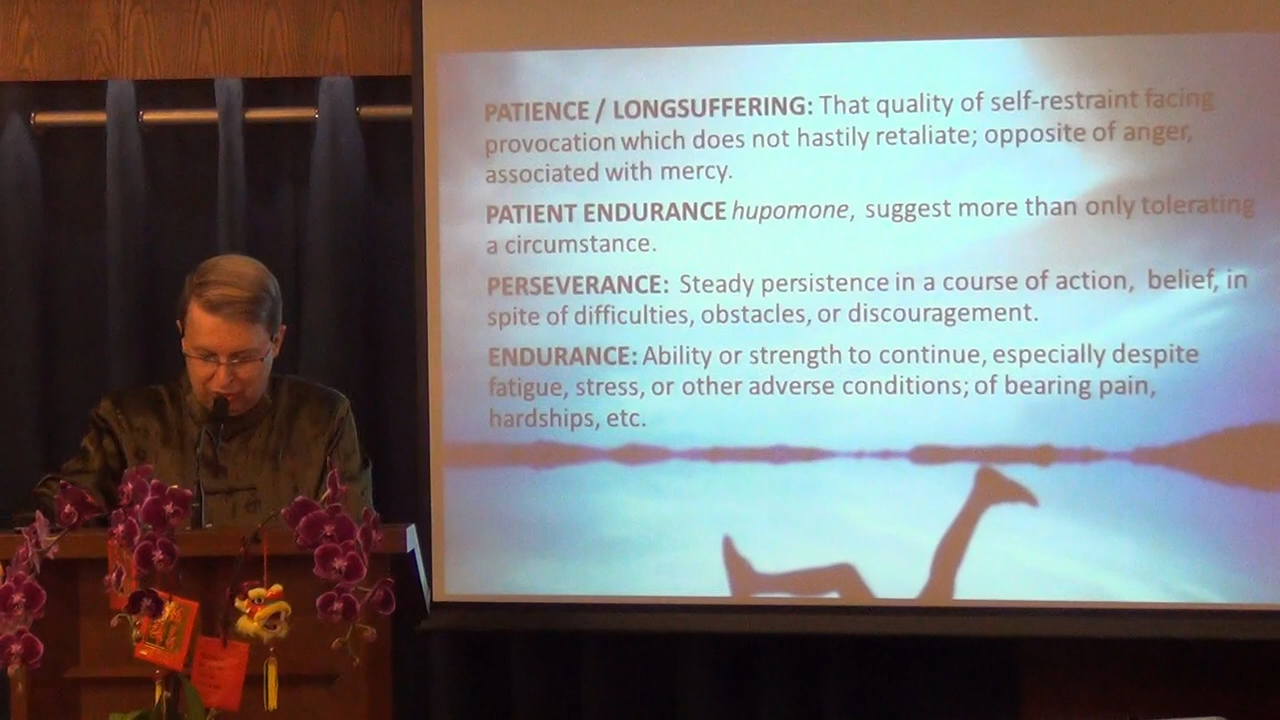 PATIENCE / LONGSUFFERING: That quality of self-restraint facing
provocation which does not hastily retaliate; opposite of anger,
associated with mercy.
PATIENT ENDURANCE hupomone, suggest more than only tolerating
a circumstance.
PERSEVERANCE: Steady persistence in a course of action, belief, in
spite of difficulties, obstacles, or discouragement.
ENDURANCE: Ability or strength to continue, especially despite
fatigue, stress, or other adverse conditions; of bearing pain,
hardships, etc.